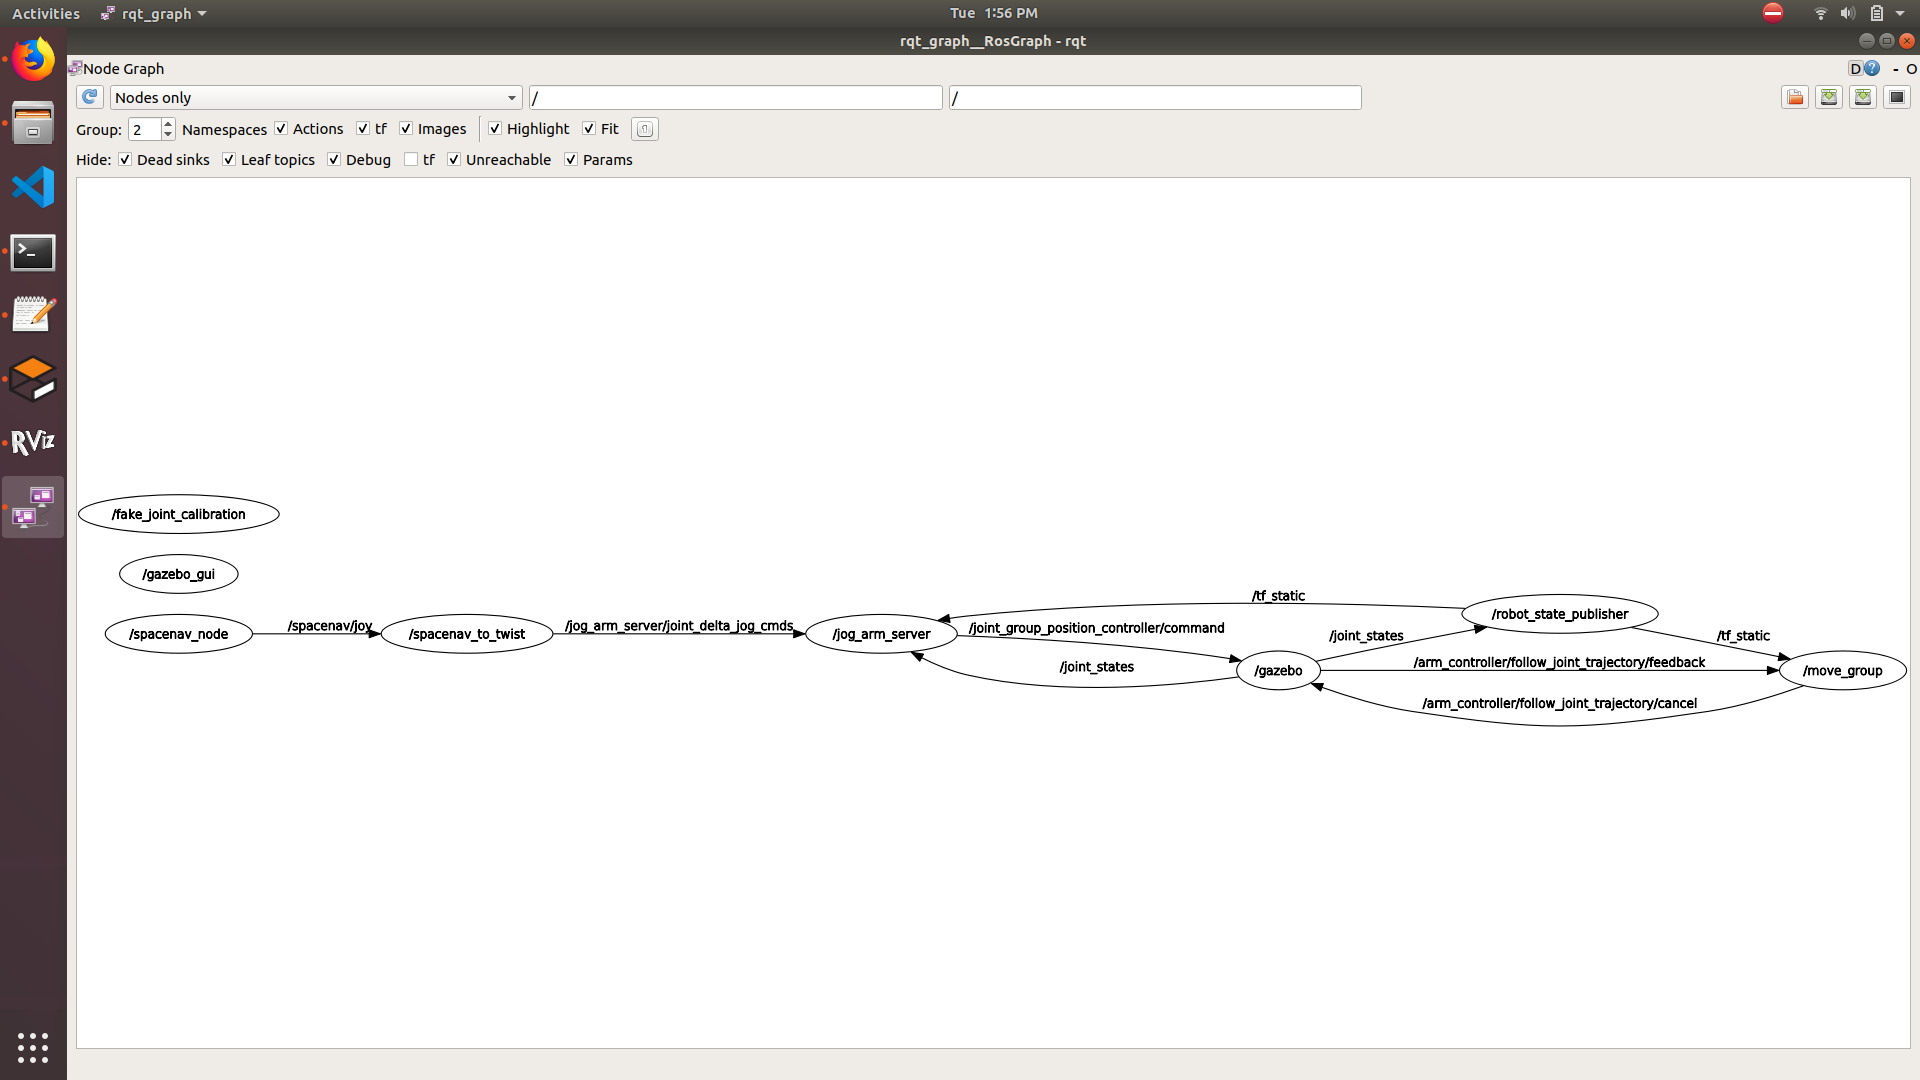 Activities rqt_graph Tue 1:56 PM
rqt_graph__RosGraph - rqt
Node Graph D ? - O
Nodes only / /
Group: 2 Namespaces Actions tf Images Highlight Fit
Hide: Dead sinks Leaf topics Debug tf Unreachable Params
>_
RViz
/fake_joint_calibration
/gazebo_gui
/tf_static
/spacenav_node /spacenav/joy /spacenav_to_twist /jog_arm_server/joint_delta_jog_cmds /jog_arm_server /joint_group_position_controller/command /joint_states /robot_state_publisher /tf_static
/joint_states /gazebo /arm_controller/follow_joint_trajectory/feedback /move_group
/arm_controller/follow_joint_trajectory/cancel